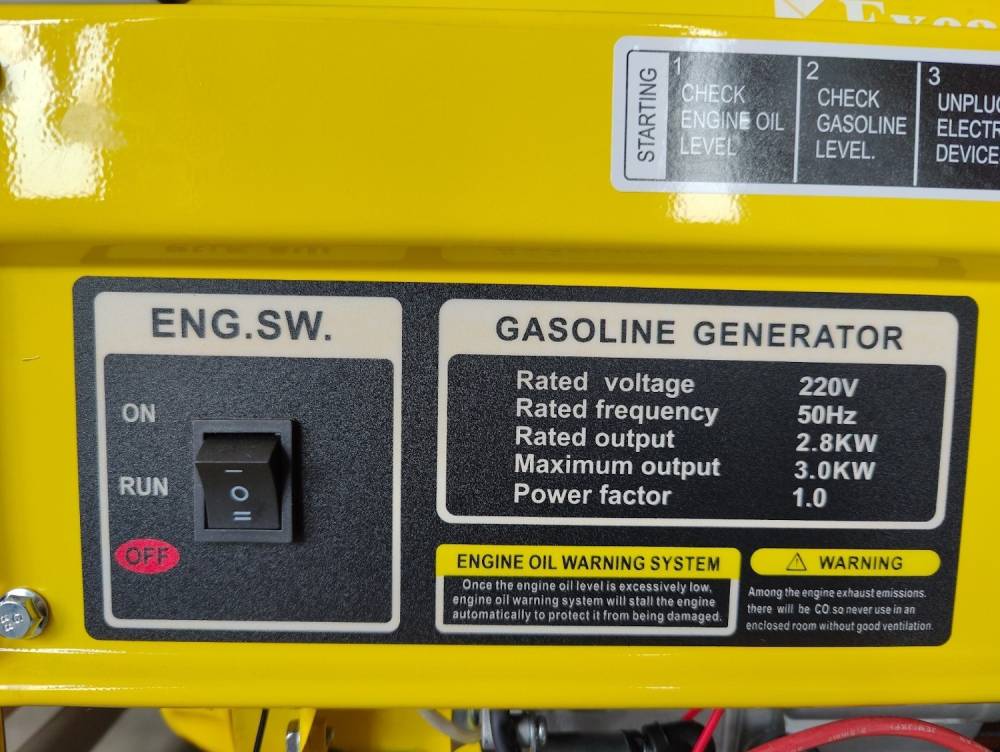 STARTING
1
CHECK
ENGINE OIL
LEVEL
2
CHECK
GASOLINE
LEVEL.
3
ENG.SW.
ON
RUN
OFF
GASOLINE GENERATOR
Rated voltage 220V
Rated frequency 50Hz
Rated output 2.8KW
Maximum output 3.0KW
Power factor 1.0
ENGINE OIL WARNING SYSTEM
Once the engine oil level is excessively low,
engine oil warning system will stall the engine
automatically to protect it from being damaged.
WARNING
Among the engine exhaust emissions.
there will be CO so never use in an
enclosed room without good ventilation.